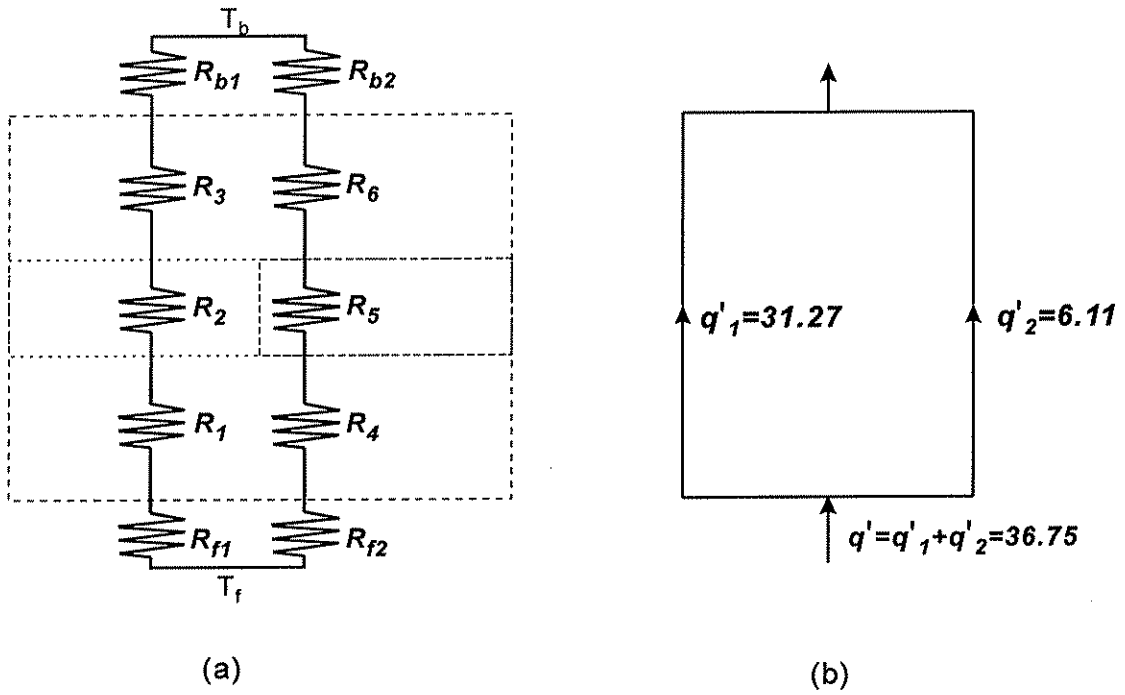 T_b
R_b1 R_b2
R_3 R_6
R_2 R_5
R_1 R_4
R_f1 R_f2
T_f
(a)
q'_1=31.27 q'_2=6.11
q'=q'_1+q'_2=36.75
(b)